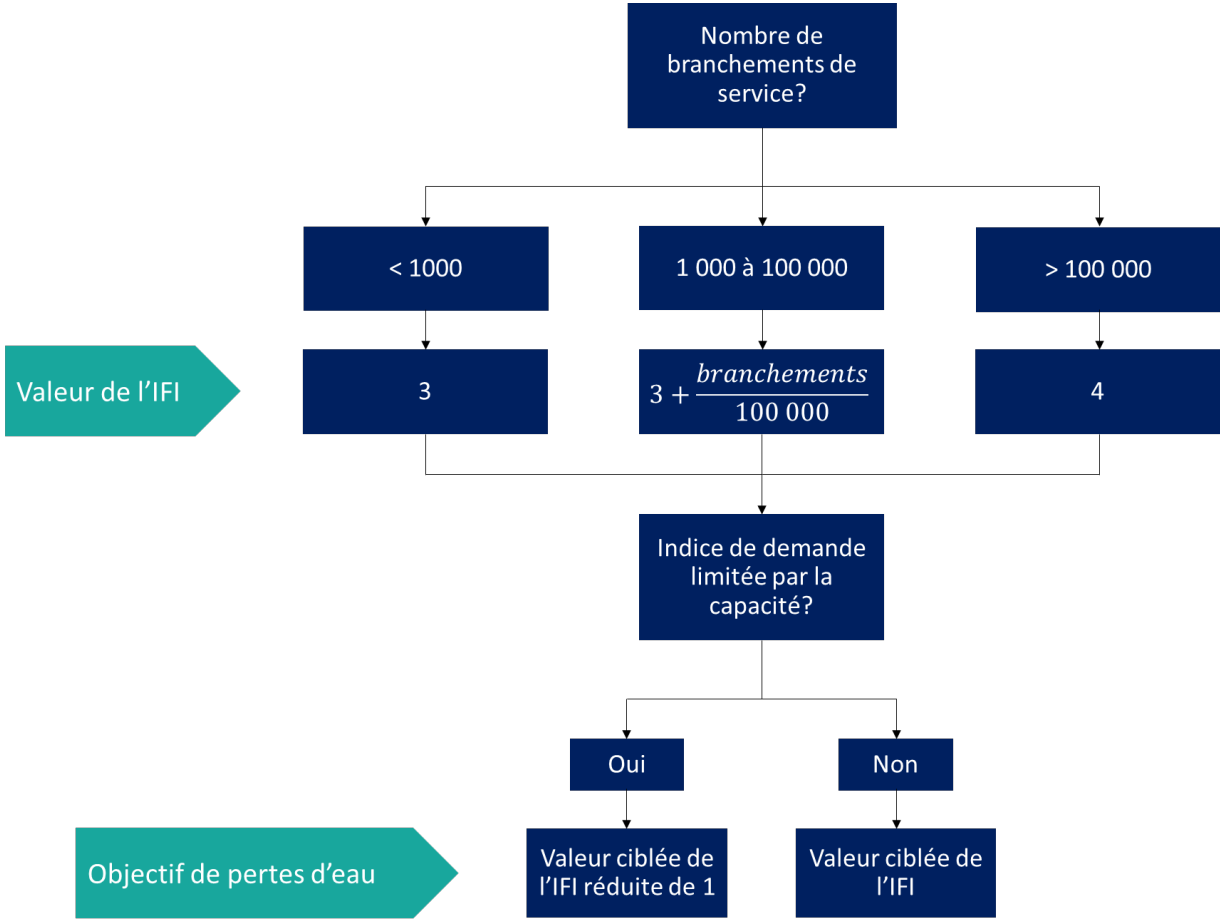 Nombre de
branchements de
service?
< 1000
1 000 à 100 000
> 100 000
Valeur de l'IFI
3
3 + branchements / 100 000
4
Indice de demande
limitée par la
capacité?
Oui
Non
Objectif de pertes d'eau
Valeur ciblée de
l'IFI réduite de 1
Valeur ciblée de
l'IFI